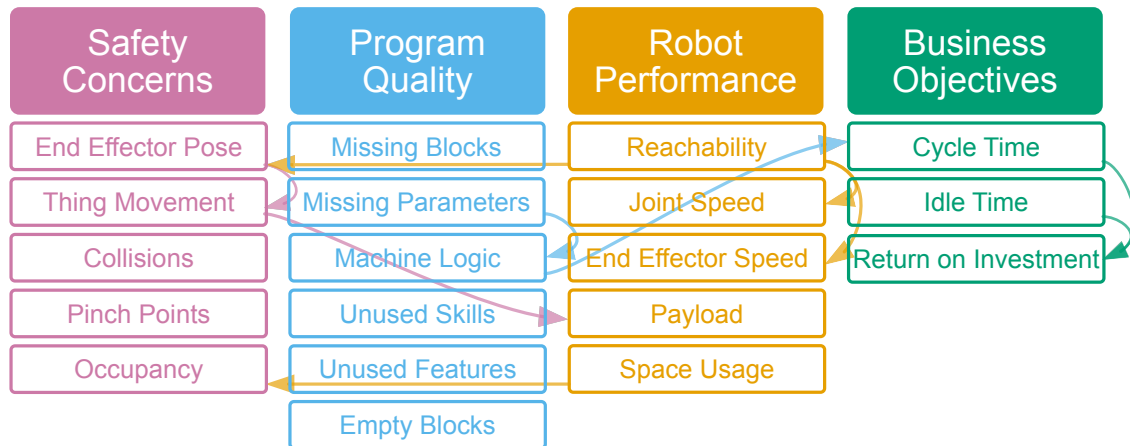 Safety
Concerns
Program
Quality
Robot
Performance
Business
Objectives
End Effector Pose
Missing Blocks
Reachability
Cycle Time
Thing Movement
Missing Parameters
Joint Speed
Idle Time
Collisions
Machine Logic
End Effector Speed
Return on Investment
Pinch Points
Unused Skills
Payload
Occupancy
Unused Features
Space Usage
Empty Blocks